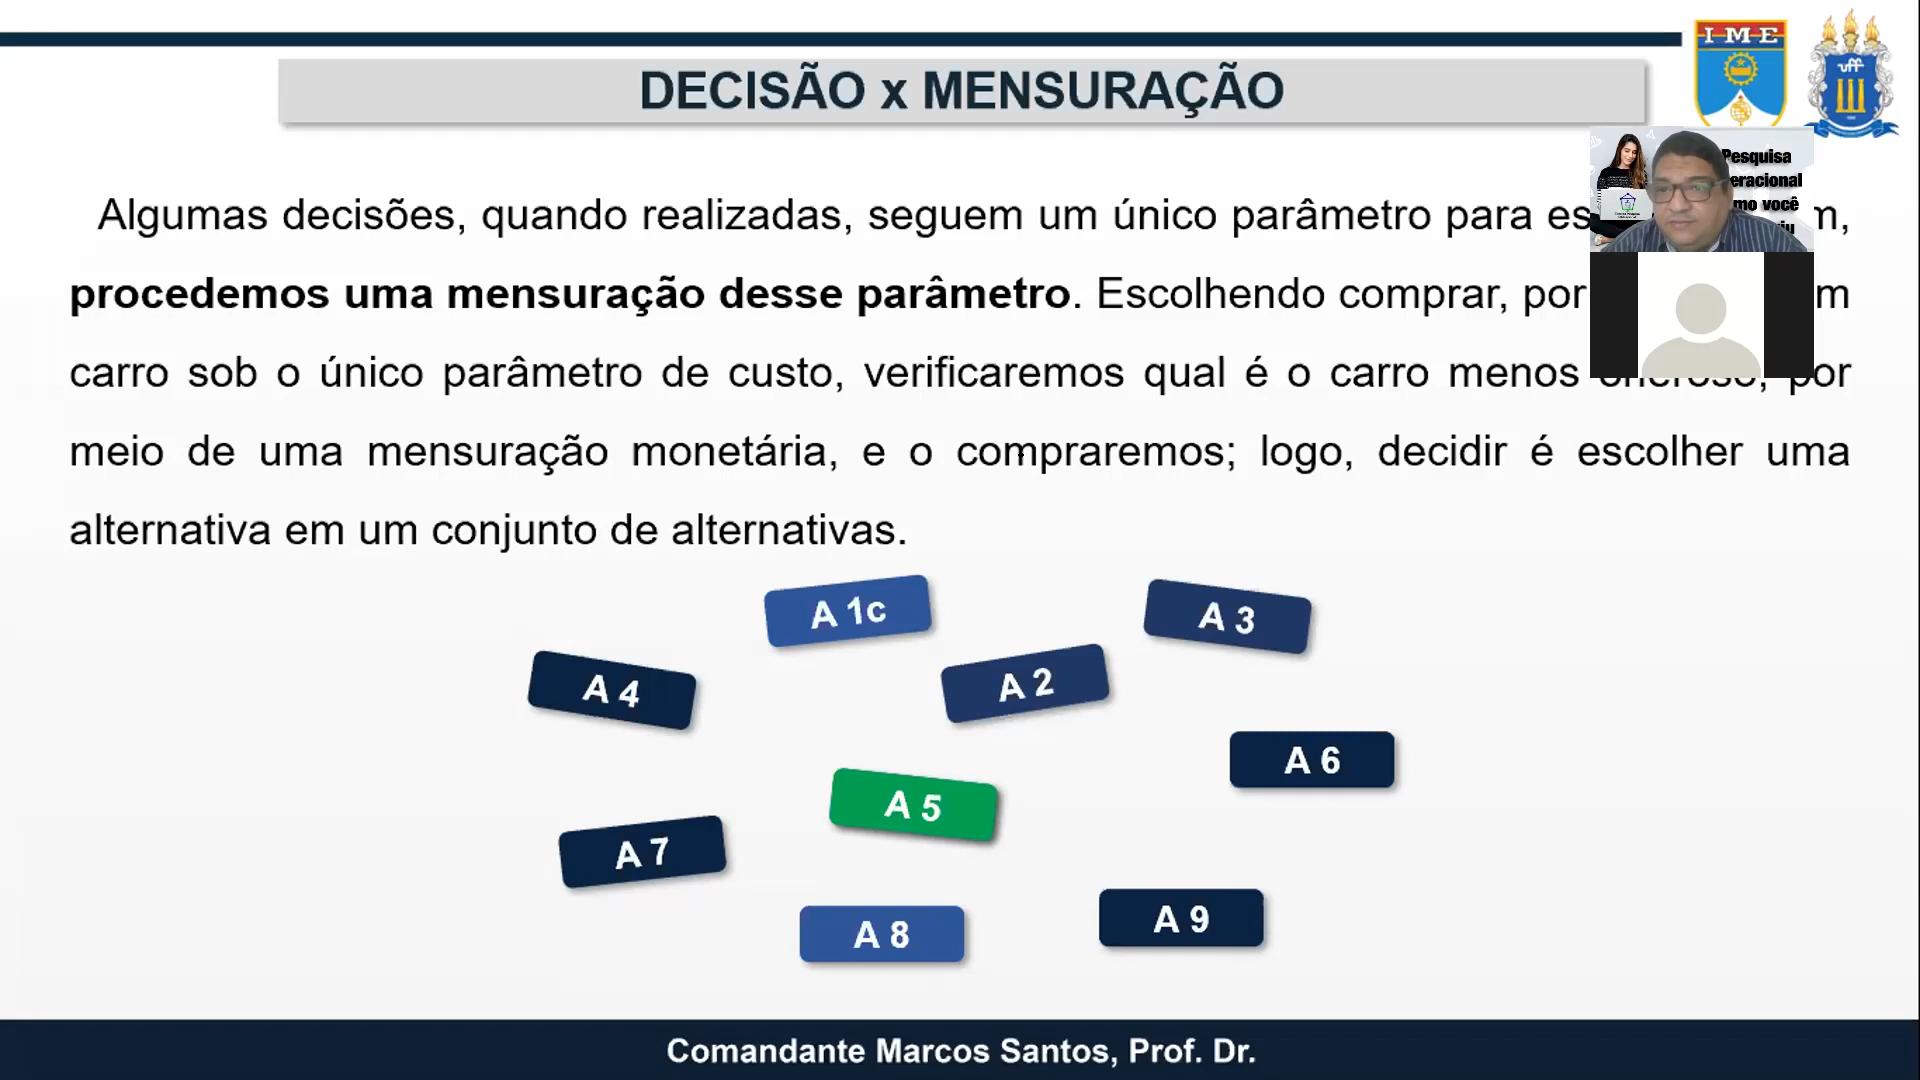 IME
uff
DECISÃO x MENSURAÇÃO
Pesquisa
eracional
mo você
Algumas decisões, quando realizadas, seguem um único parâmetro para es m,
procedemos uma mensuração desse parâmetro. Escolhendo comprar, por m
carro sob o único parâmetro de custo, verificaremos qual é o carro menos oneroso, por
meio de uma mensuração monetária, e o compraremos; logo, decidir é escolher uma
alternativa em um conjunto de alternativas.
A 1c
A 3
A 4
A 2
A 6
A 5
A 7
A 8
A 9
Comandante Marcos Santos, Prof. Dr.